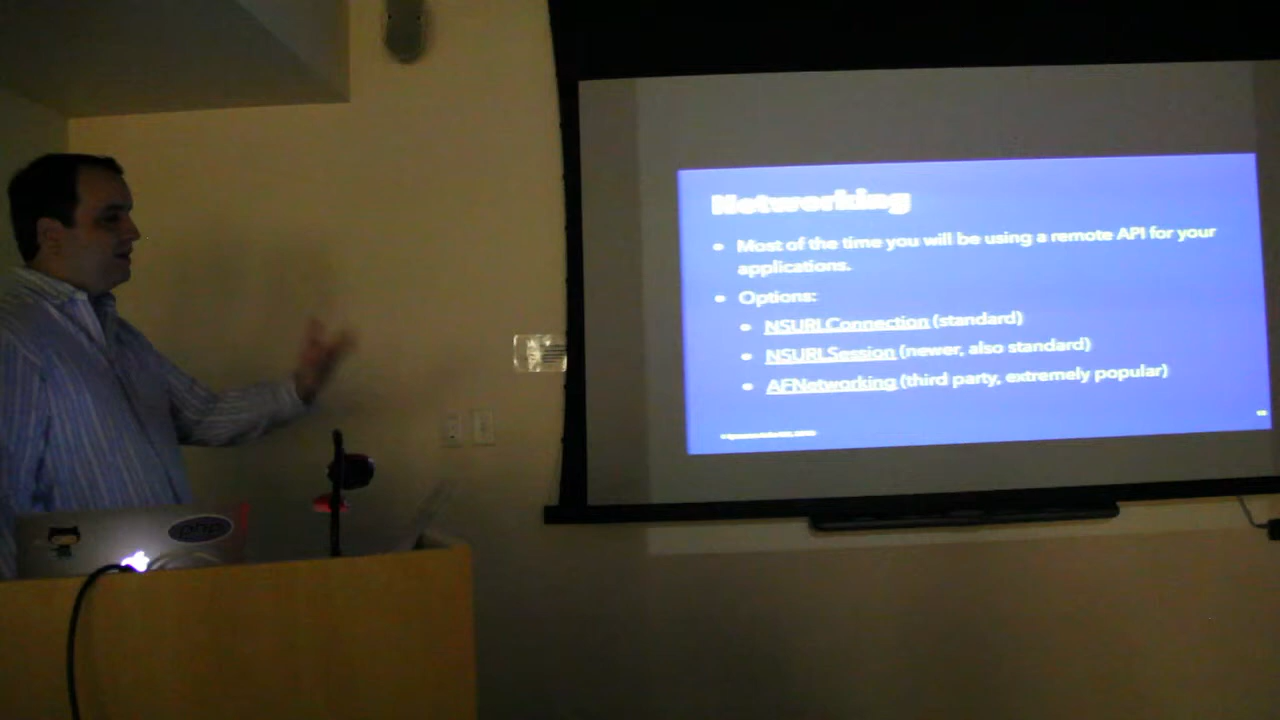 Networking
• Most of the time you will be using a remote API for your
applications.
• Options:
• NSURLConnection (standard)
• NSURLSession (newer, also standard)
• AFNetworking (third party, extremely popular)
php